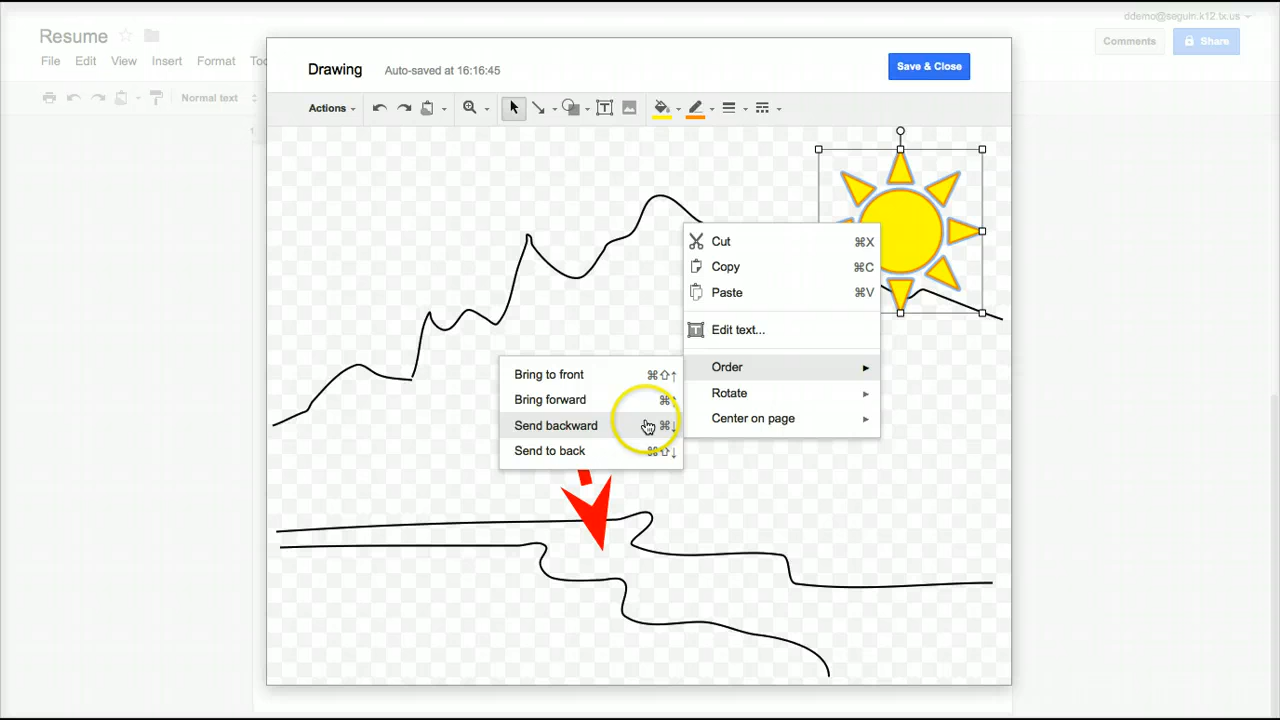 ddemo@seguin.k12.tx.us
Resume
Comments
Share
File Edit View Insert Format
Normal text
1
Drawing
Auto-saved at 16:16:45
Save & Close
Actions
Cut ⌘X
Copy ⌘C
Paste ⌘V
Edit text...
Order
Rotate
Center on page
Bring to front ⌘⇧↑
Bring forward ⌘↑
Send backward ⌘↓
Send to back ⌘⇧↓